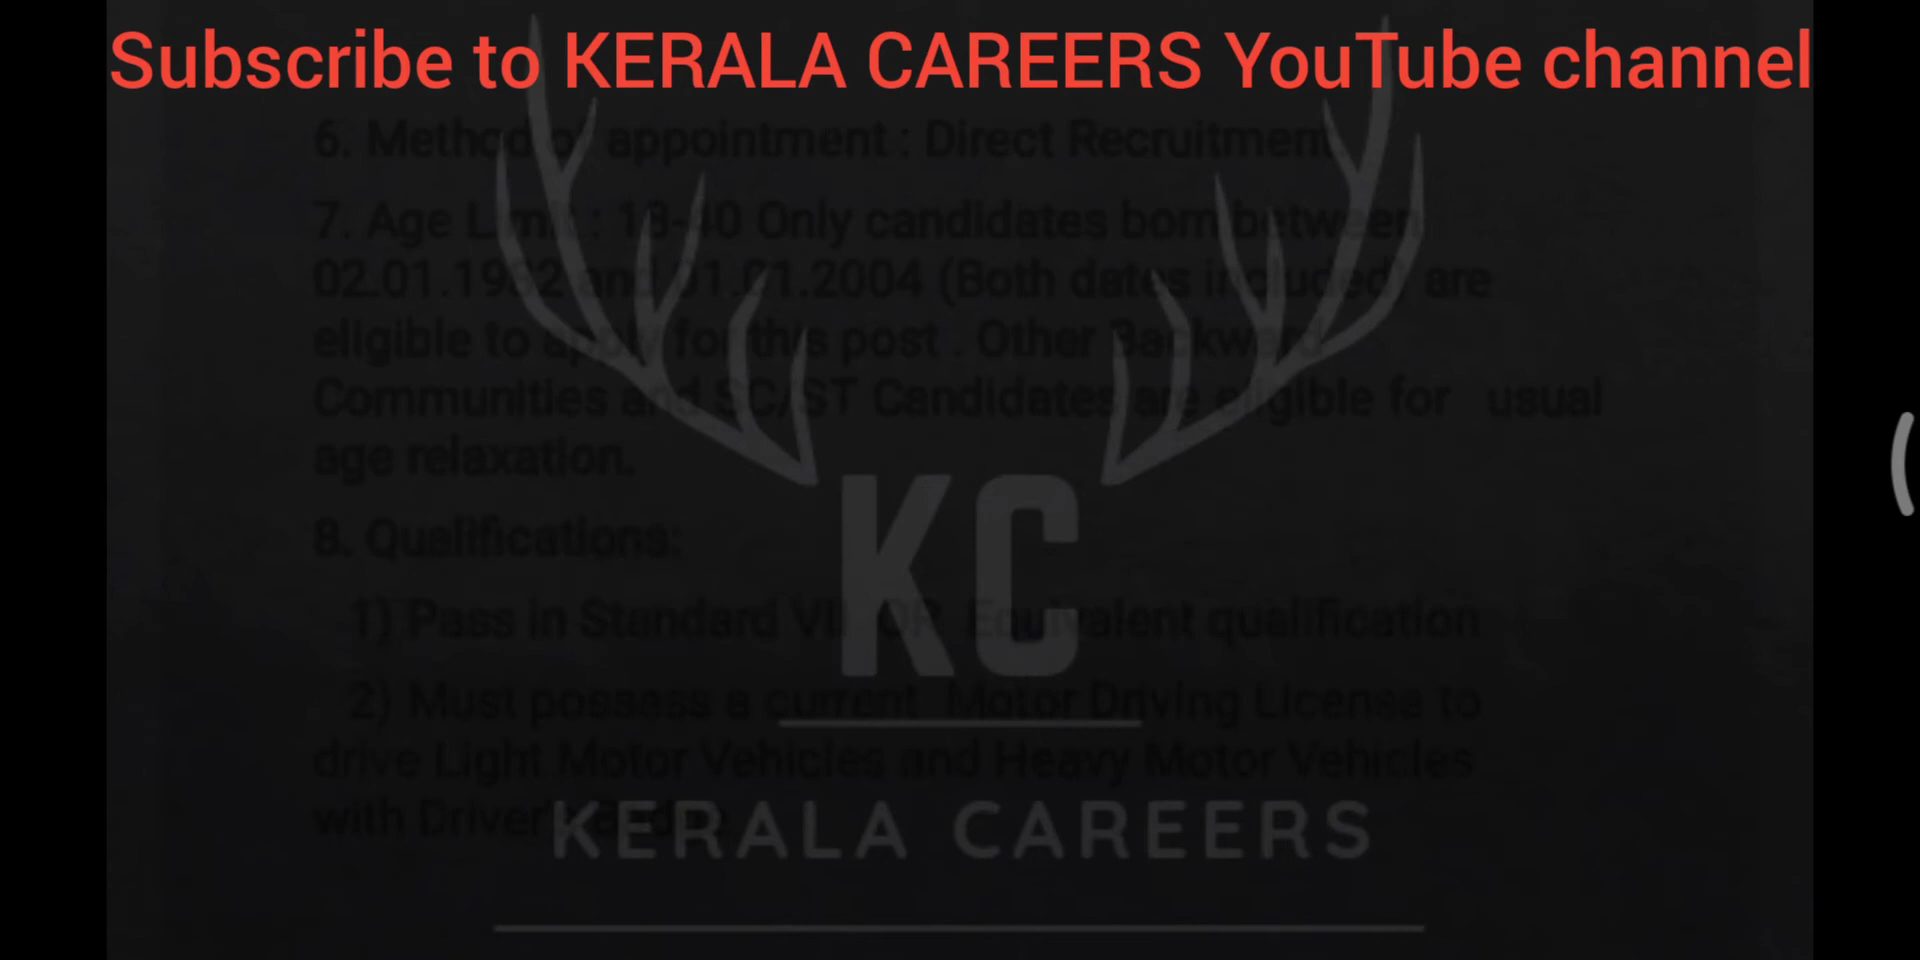 Subscribe to KERALA CAREERS YouTube channel
6. Method of appointment : Direct Recruitment
7. Age Limit : 18-40 Only candidates born between
02.01.1982 and 01.01.2004 (Both dates included) are
eligible to apply for this post . Other Backward
Communities and SC/ST Candidates are eligible for usual
age relaxation.
8. Qualifications:
KC
1) Pass in Standard VII OR Equivalent qualification
2) Must possess a current Motor Driving License to
drive Light Motor Vehicles and Heavy Motor Vehicles
with Driver's
KERALA CAREERS